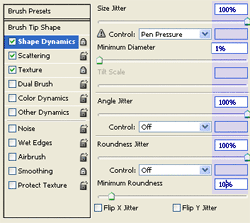 Brush Presets
Brush Tip Shape
Shape Dynamics
Scattering
Texture
Dual Brush
Color Dynamics
Other Dynamics
Noise
Wet Edges
Airbrush
Smoothing
Protect Texture
Size Jitter 100%
Control: Pen Pressure
Minimum Diameter 1%
Tilt Scale
Angle Jitter 100%
Control: Off
Roundness Jitter 100%
Control: Off
Minimum Roundness 10%
Flip X Jitter Flip Y Jitter